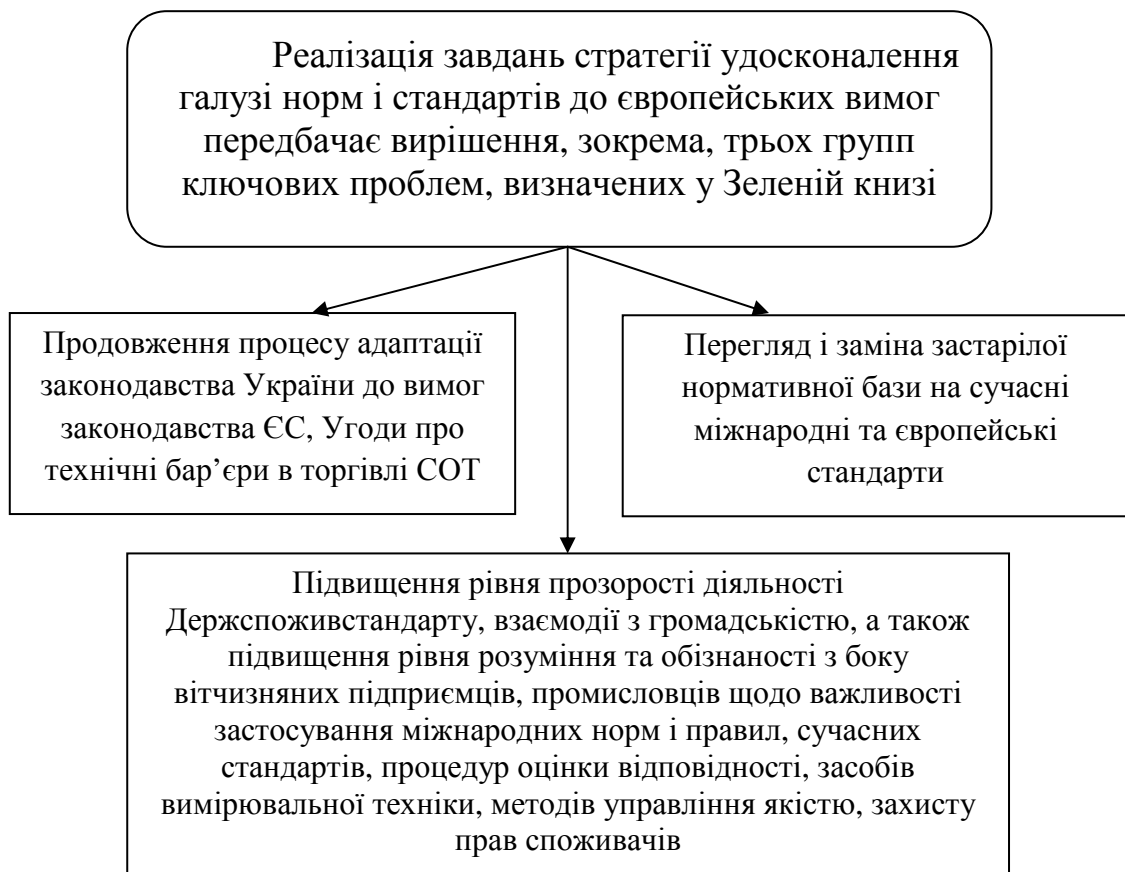 Реалізація завдань стратегії удосконалення
галузі норм і стандартів до європейських вимог
передбачає вирішення, зокрема, трьох групп
ключових проблем, визначених у Зеленій книзі
Продовження процесу адаптації
законодавства України до вимог
законодавства ЄС, Угоди про
технічні бар’єри в торгівлі СОТ
Перегляд і заміна застарілої
нормативної бази на сучасні
міжнародні та європейські
стандарти
Підвищення рівня прозорості діяльності
Держспоживстандарту, взаємодії з громадськістю, а також
підвищення рівня розуміння та обізнаності з боку
вітчизняних підприємців, промисловців щодо важливості
застосування міжнародних норм і правил, сучасних
стандартів, процедур оцінки відповідності, засобів
вимірювальної техніки, методів управління якістю, захисту
прав споживачів